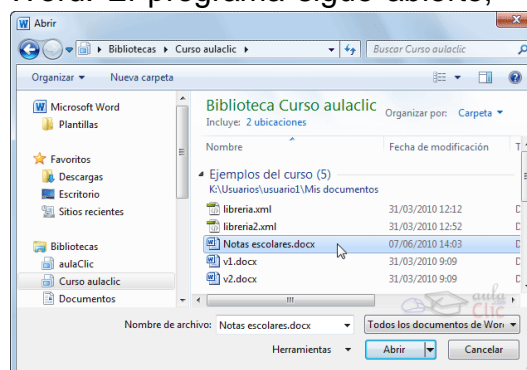 Word. El programa sigue abierto,
Abrir
Bibliotecas Curso aulaclic
Buscar Curso aulaclic
Organizar Nueva carpeta
Microsoft Word
Plantillas
Favoritos
Descargas
Escritorio
Sitios recientes
Bibliotecas
aulaClic
Curso aulaclic
Documentos
Biblioteca Curso aulaclic
Incluye: 2 ubicaciones
Organizar por: Carpeta
Nombre Fecha de modificación T
Ejemplos del curso (5)
K:\Usuarios\usuario1\Mis documentos
libreria.xml 31/03/2010 12:12
libreria2.xml 31/03/2010 12:52
Notas escolares.docx 07/06/2010 14:03
v1.docx 31/03/2010 9:09
v2.docx 31/03/2010 9:09
aula
Clic
Nombre de archivo: Notas escolares.docx Todos los documentos de
Herramientas Abrir Cancelar